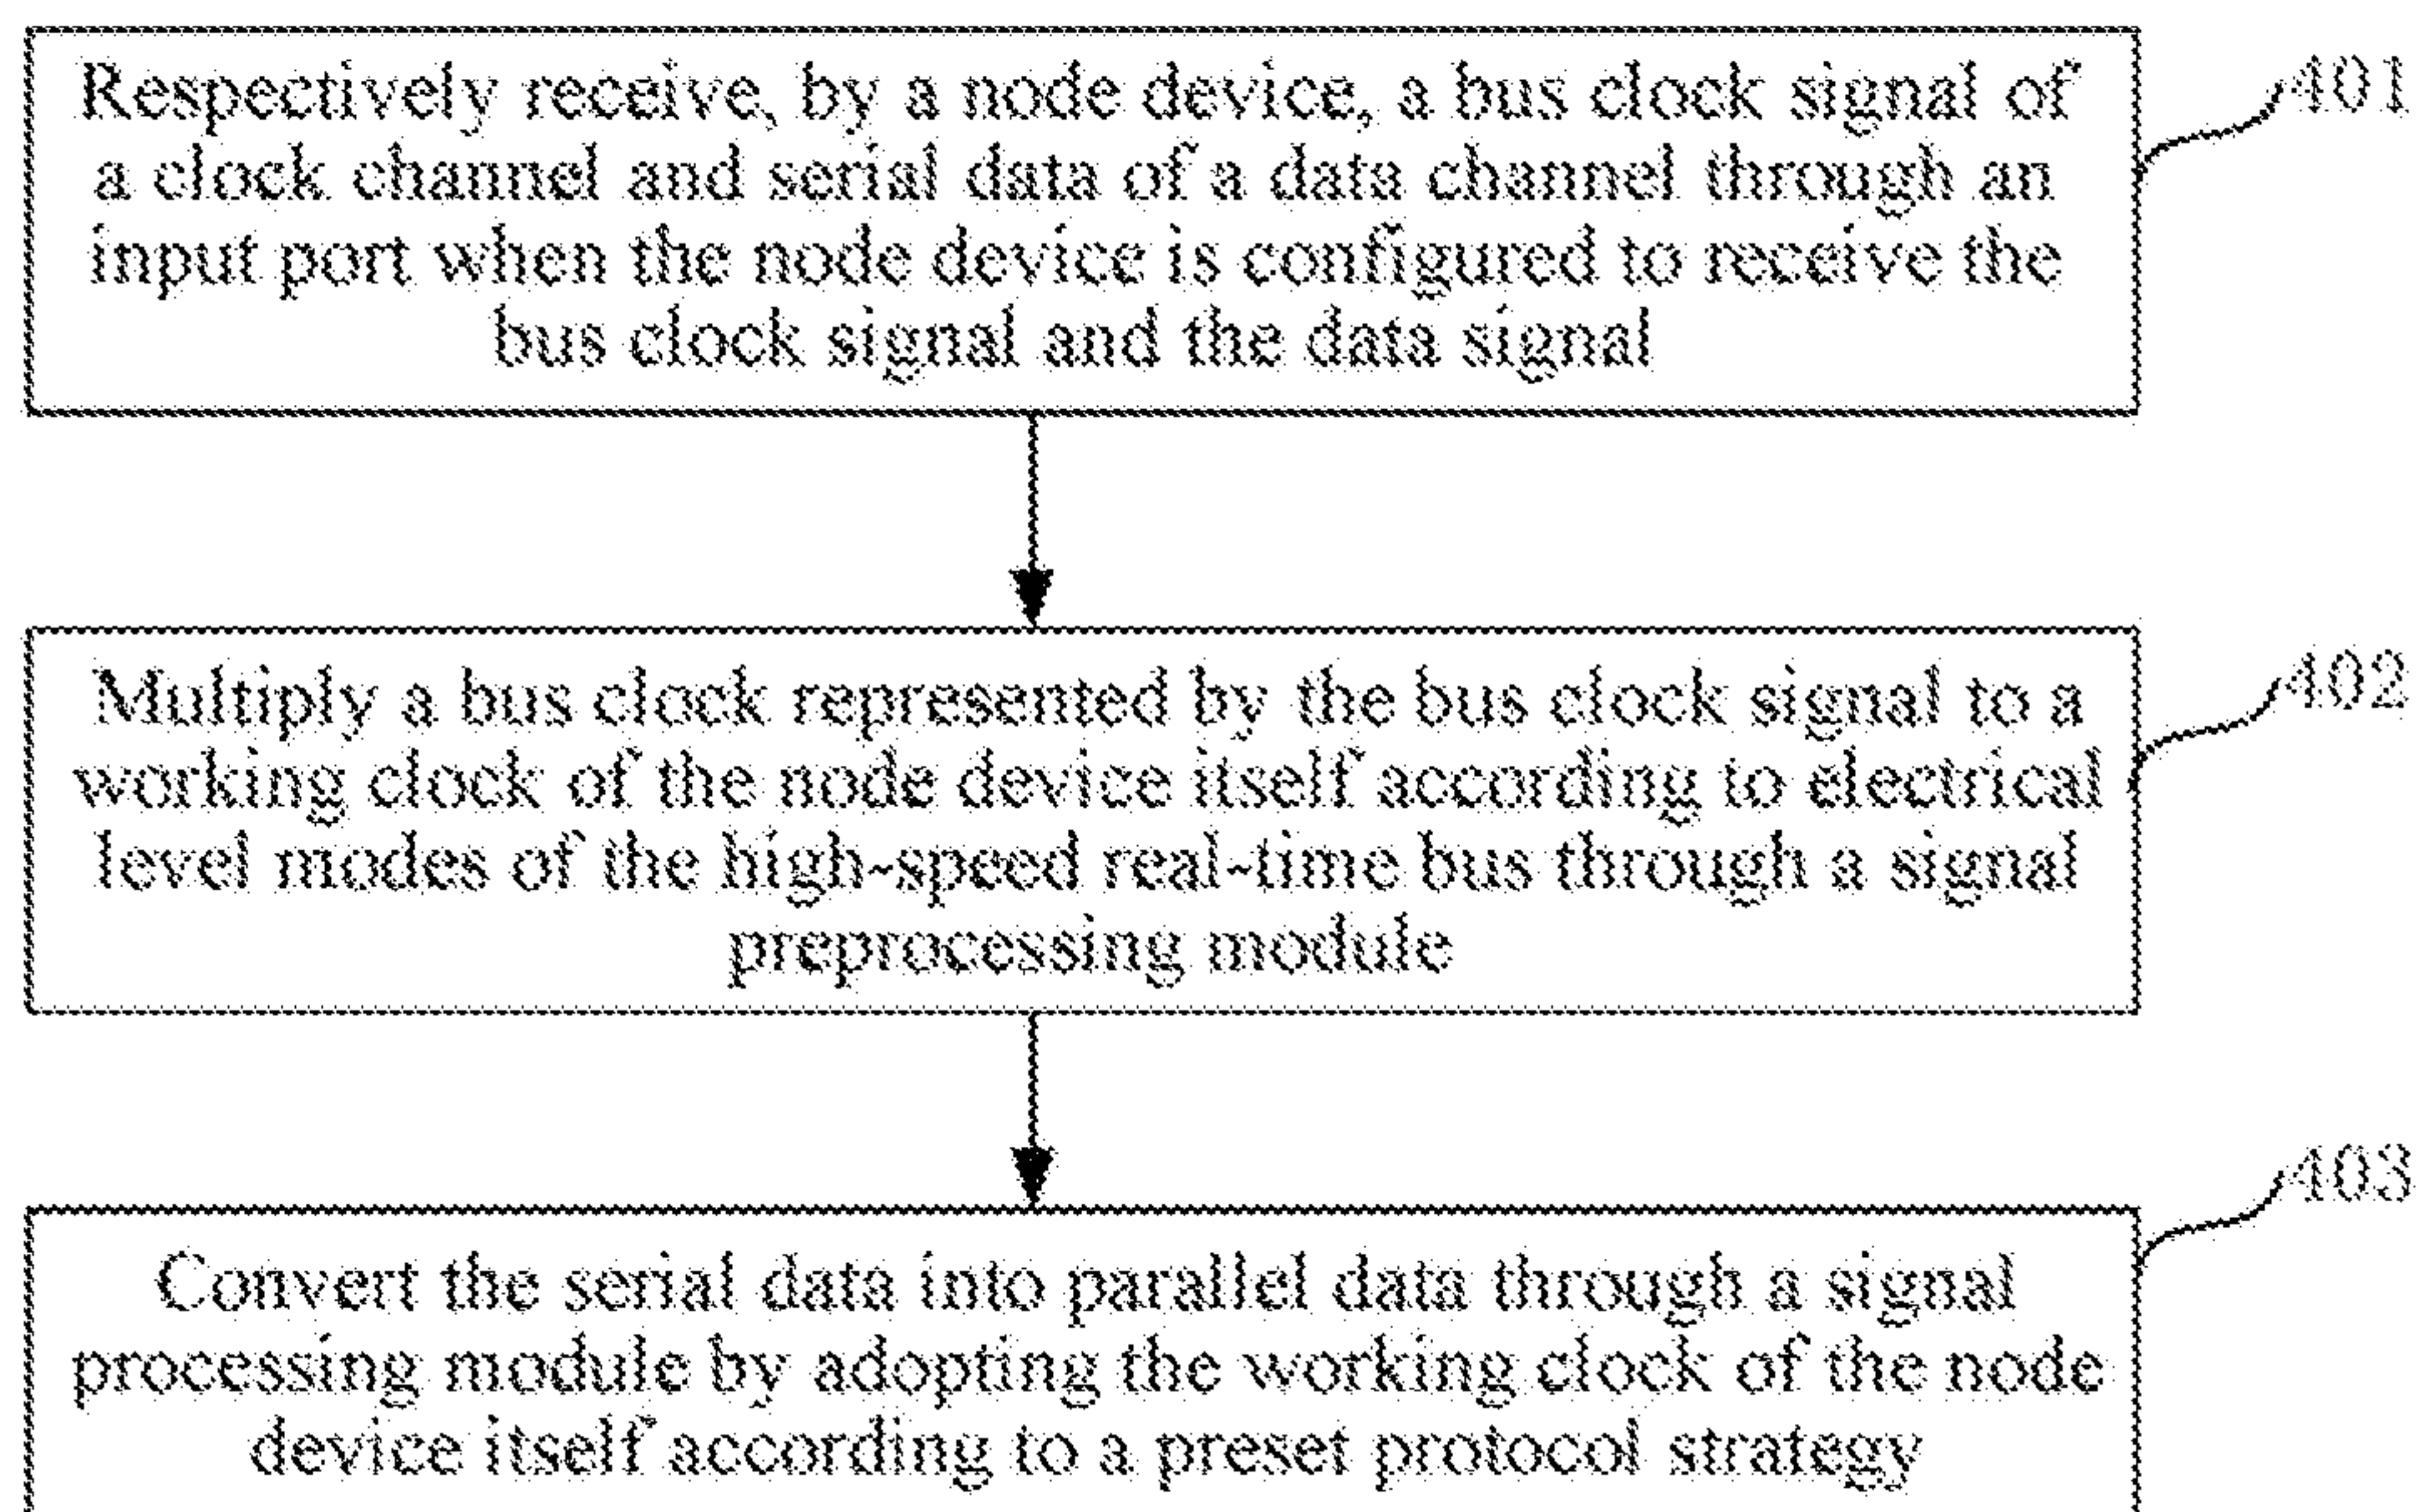 Respectively receive, by a node device, a bus clock signal of
a clock channel and serial data of a data channel through an
input port when the node device is configured to receive the
bus clock signal and the data signal
401
Multiply a bus clock represented by the bus clock signal to a
working clock of the node device itself according to electrical
level modes of the high-speed real-time bus through a signal
preprocessing module
402
Convert the serial data into parallel data through a signal
processing module by adopting the working clock of the node
device itself according to a preset protocol strategy
403